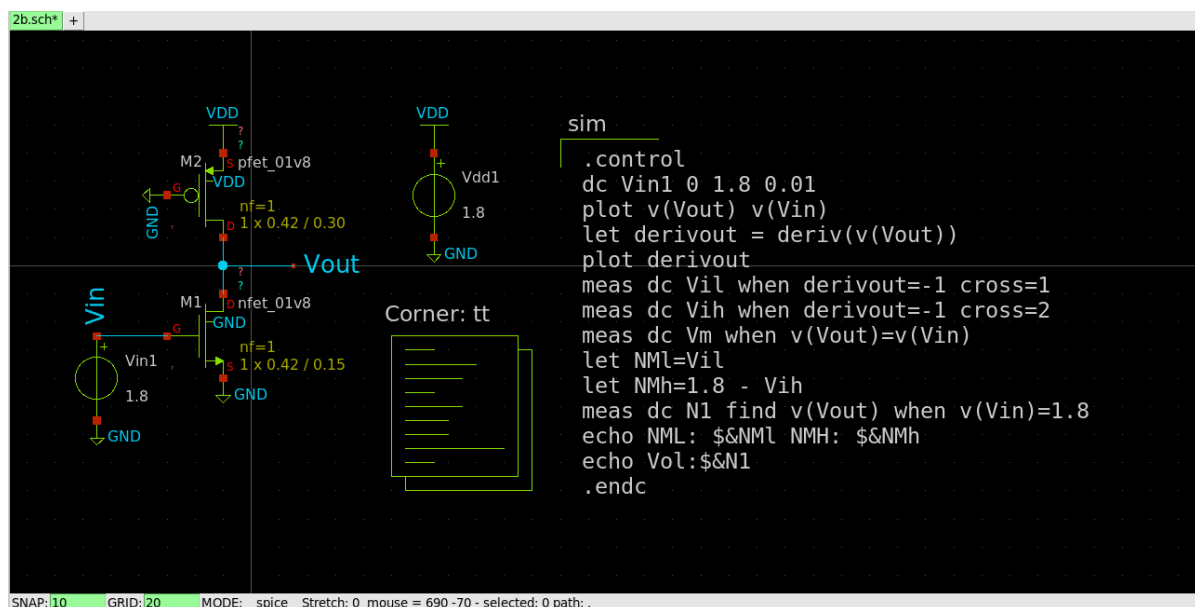 2b.sch* +
VDD
?
?
M2 S pfet_01v8
VDD
G
GND
nf=1
D 1 x 0.42 / 0.30
Vout
?
?
M1 D nfet_01v8
GND
Vin
G
+
Vin1
nf=1
S 1 x 0.42 / 0.15
1.8
GND
GND
VDD
+
Vdd1
1.8
GND
Corner: tt
sim
.control
dc Vin1 0 1.8 0.01
plot v(Vout) v(Vin)
let derivout = deriv(v(Vout))
plot derivout
meas dc Vil when derivout=-1 cross=1
meas dc Vih when derivout=-1 cross=2
meas dc Vm when v(Vout)=v(Vin)
let NMl=Vil
let NMh=1.8 - Vih
meas dc N1 find v(Vout) when v(Vin)=1.8
echo NML: $&NMl NMH: $&NMh
echo Vol:$&N1
.endc
SNAP: 10 GRID: 20 MODE: spice Stretch: 0 mouse = 690 -70 - selected: 0 path: .